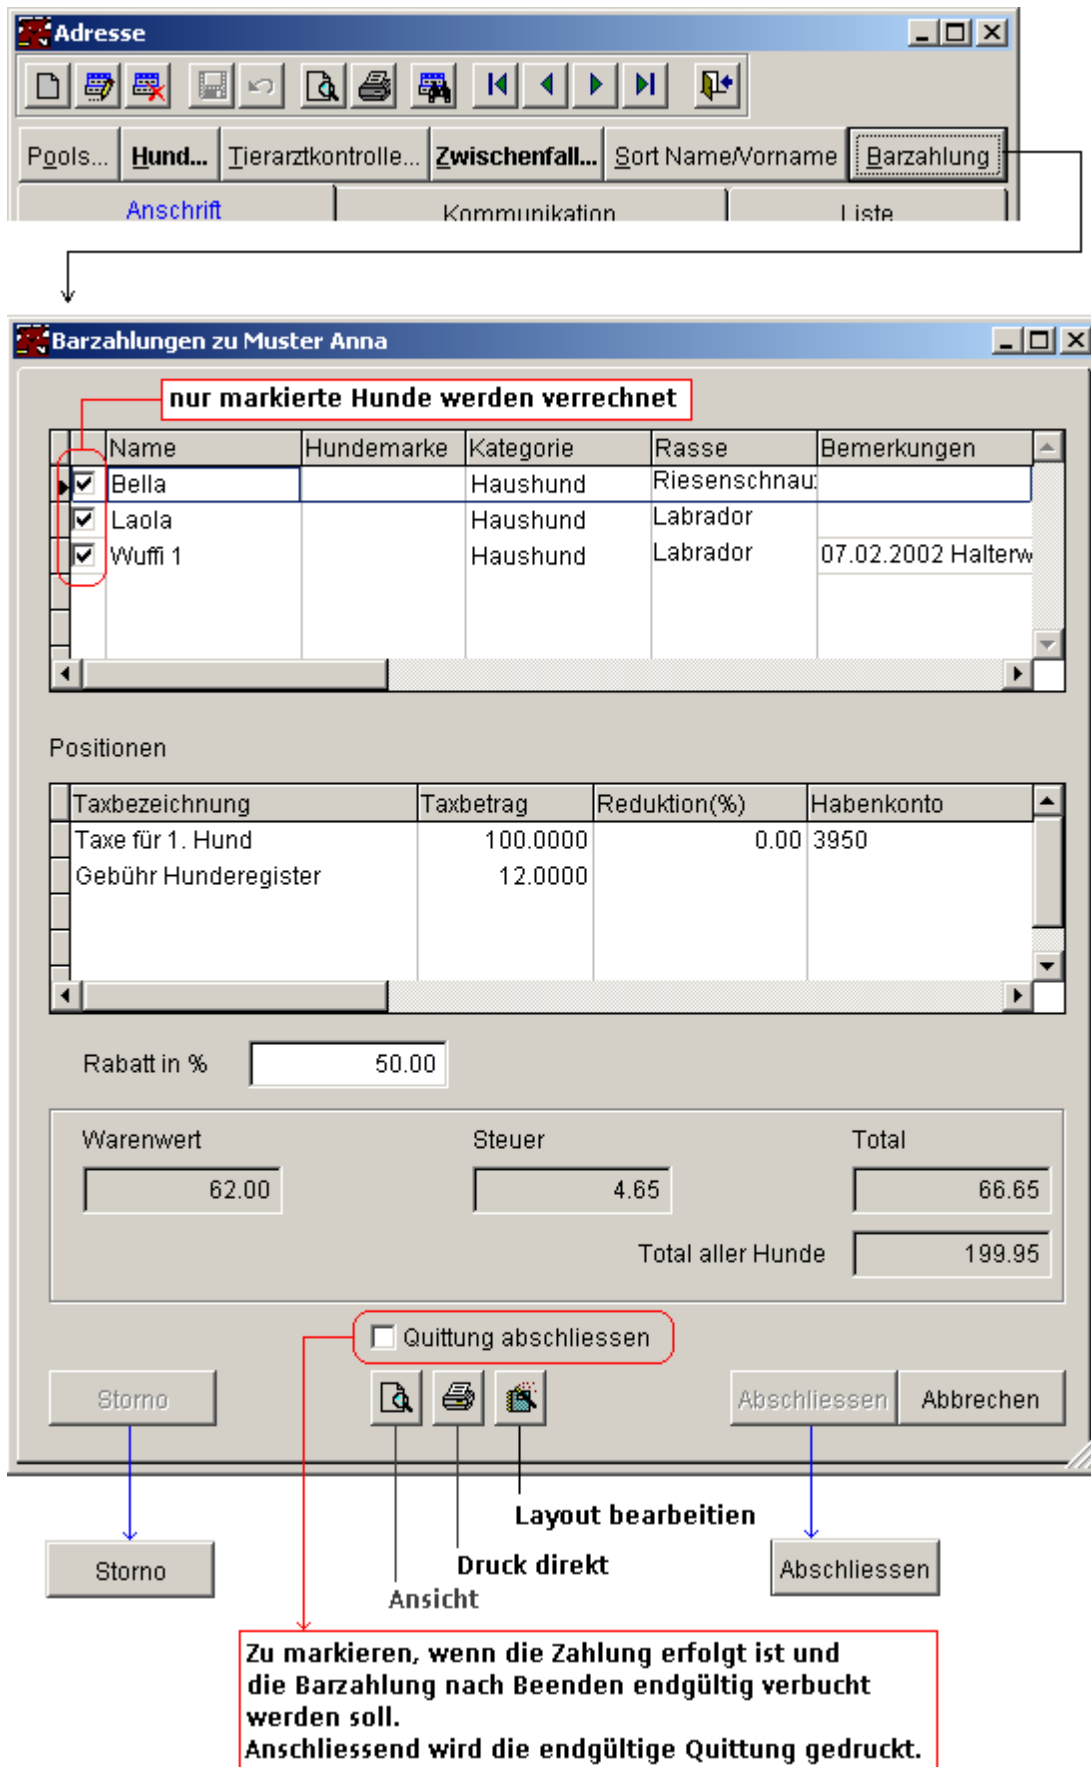 Adresse
Pools... Hund... Tierarztkontrolle... Zwischenfall... Sort Name/Vorname Barzahlung
Anschrift Kommunikation Liste
Barzahlungen zu Muster Anna
nur markierte Hunde werden verrechnet
Name Hundemarke Kategorie Rasse Bemerkungen
Bella Haushund Riesenschnau
Laola Haushund Labrador
Wuffi 1 Haushund Labrador 07.02.2002 Halterw
Positionen
Taxbezeichnung Taxbetrag Reduktion(%) Habenkonto
Taxe für 1. Hund 100.0000 0.00 3950
Gebühr Hunderegister 12.0000
Rabatt in % 50.00
Warenwert Steuer Total
62.00 4.65 66.65
Total aller Hunde 199.95
Quittung abschliessen
Storno Abschliessen Abbrechen
Layout bearbeitien
Storno Druck direkt Abschliessen
Ansicht
Zu markieren, wenn die Zahlung erfolgt ist und
die Barzahlung nach Beenden endgültig verbucht
werden soll.
Anschliessend wird die endgültige Quittung gedruckt.